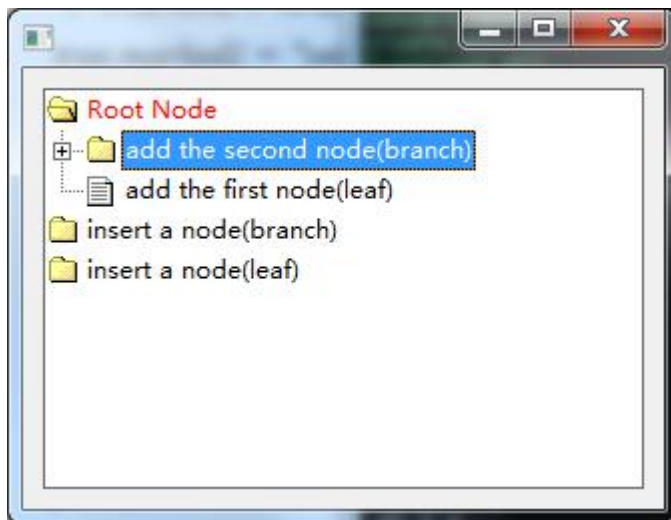 Root Node
add the second node(branch)
add the first node(leaf)
insert a node(branch)
insert a node(leaf)